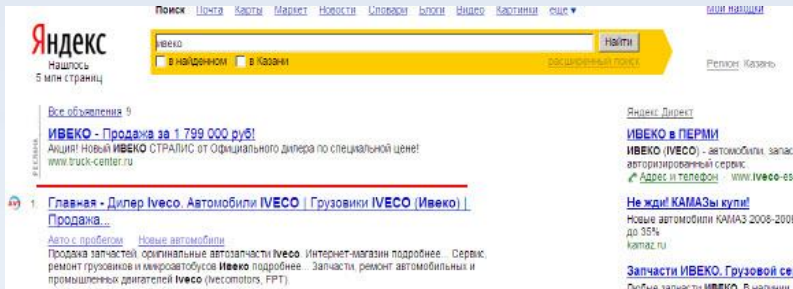 Поиск Почта Карты Маркет Новости Словари Блоги Видео Картинки еще ▼
Мои находки
Яндекс
Нашлось
5 млн страниц
ивеко
Найти
в найденном в Казани
расширенный поиск
Регион: Казань
Все объявления 9
РЕКЛАМА
ИВЕКО - Продажа за 1 799 000 руб!
Акция! Новый ИВЕКО СТРАЛИС от Официального дилера по специальной цене!
www.truck-center.ru
1. Главная - Дилер Iveco. Автомобили IVECO | Грузовики IVECO (Ивеко) |
Продажа...
Авто с пробегом Новые автомобили
Продажа запчастей, оригинальные автозапчасти Iveco. Интернет-магазин подробнее... Сервис,
ремонт грузовиков и микроавтобусов Ивеко подробнее... Запчасти, ремонт автомобильных и
промышленных двигателей Iveco (Ivecomotors, FPT).
Яндекс Директ
ИВЕКО в ПЕРМИ
ИВЕКО (IVECO) - автомобили, запас
авторизированный сервис.
Адрес и телефон · www.iveco-es
Не жди! КАМАЗы купи!
Новые автомобили КАМАЗ 2008-200
до 35%
kamaz.ru
Запчасти ИВЕКО. Грузовой се
Любые запчасти ИВЕКО. В наличии